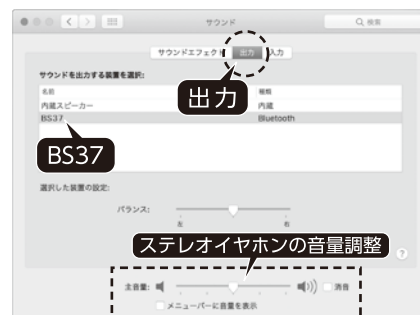 サウンド
検索
サウンドエフェクト 出力 入力
サウンドを出力する装置を選択:
出力
名前 種類
内蔵スピーカー 内蔵
BS37 Bluetooth
BS37
選択した装置の設定:
バランス:
左 右
ステレオイヤホンの音量調整
?
主音量: 消音
メニューバーに音量を表示